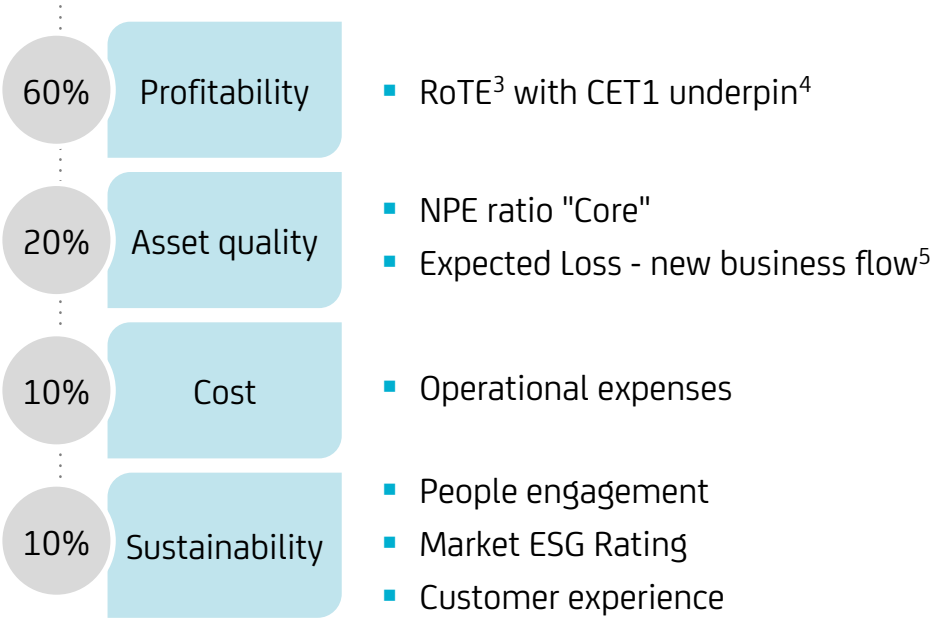 60% Profitability ▪ RoTE³ with CET1 underpin⁴
20% Asset quality ▪ NPE ratio "Core"
▪ Expected Loss - new business flow⁵
10% Cost ▪ Operational expenses
10% Sustainability ▪ People engagement
▪ Market ESG Rating
▪ Customer experience